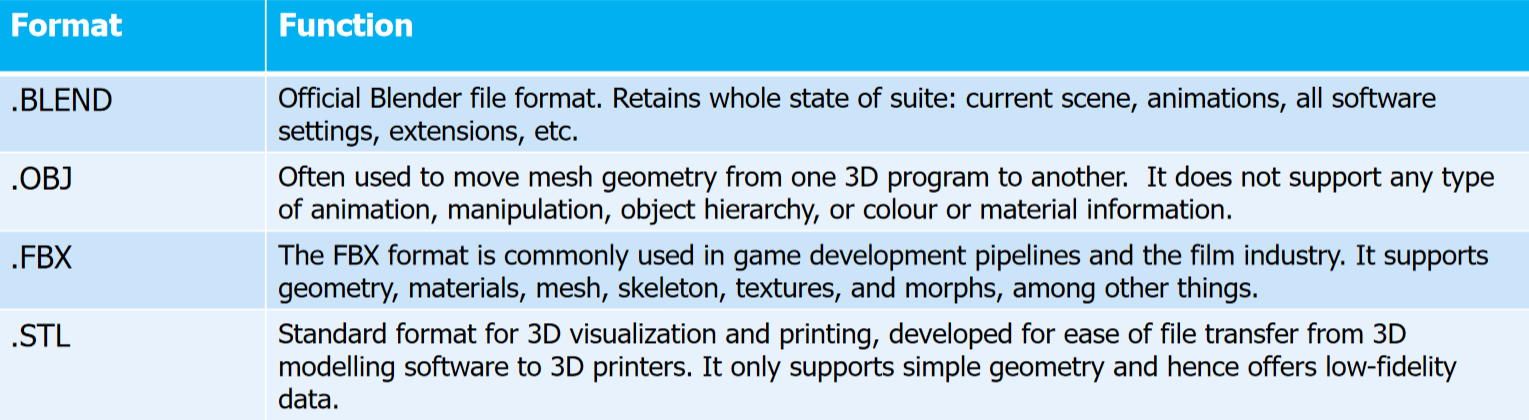 Format Function
.BLEND Official Blender file format. Retains whole state of suite: current scene, animations, all software
settings, extensions, etc.
.OBJ Often used to move mesh geometry from one 3D program to another.  It does not support any type
of animation, manipulation, object hierarchy, or colour or material information.
.FBX The FBX format is commonly used in game development pipelines and the film industry. It supports
geometry, materials, mesh, skeleton, textures, and morphs, among other things.
.STL Standard format for 3D visualization and printing, developed for ease of file transfer from 3D
modelling software to 3D printers. It only supports simple geometry and hence offers low-fidelity
data.